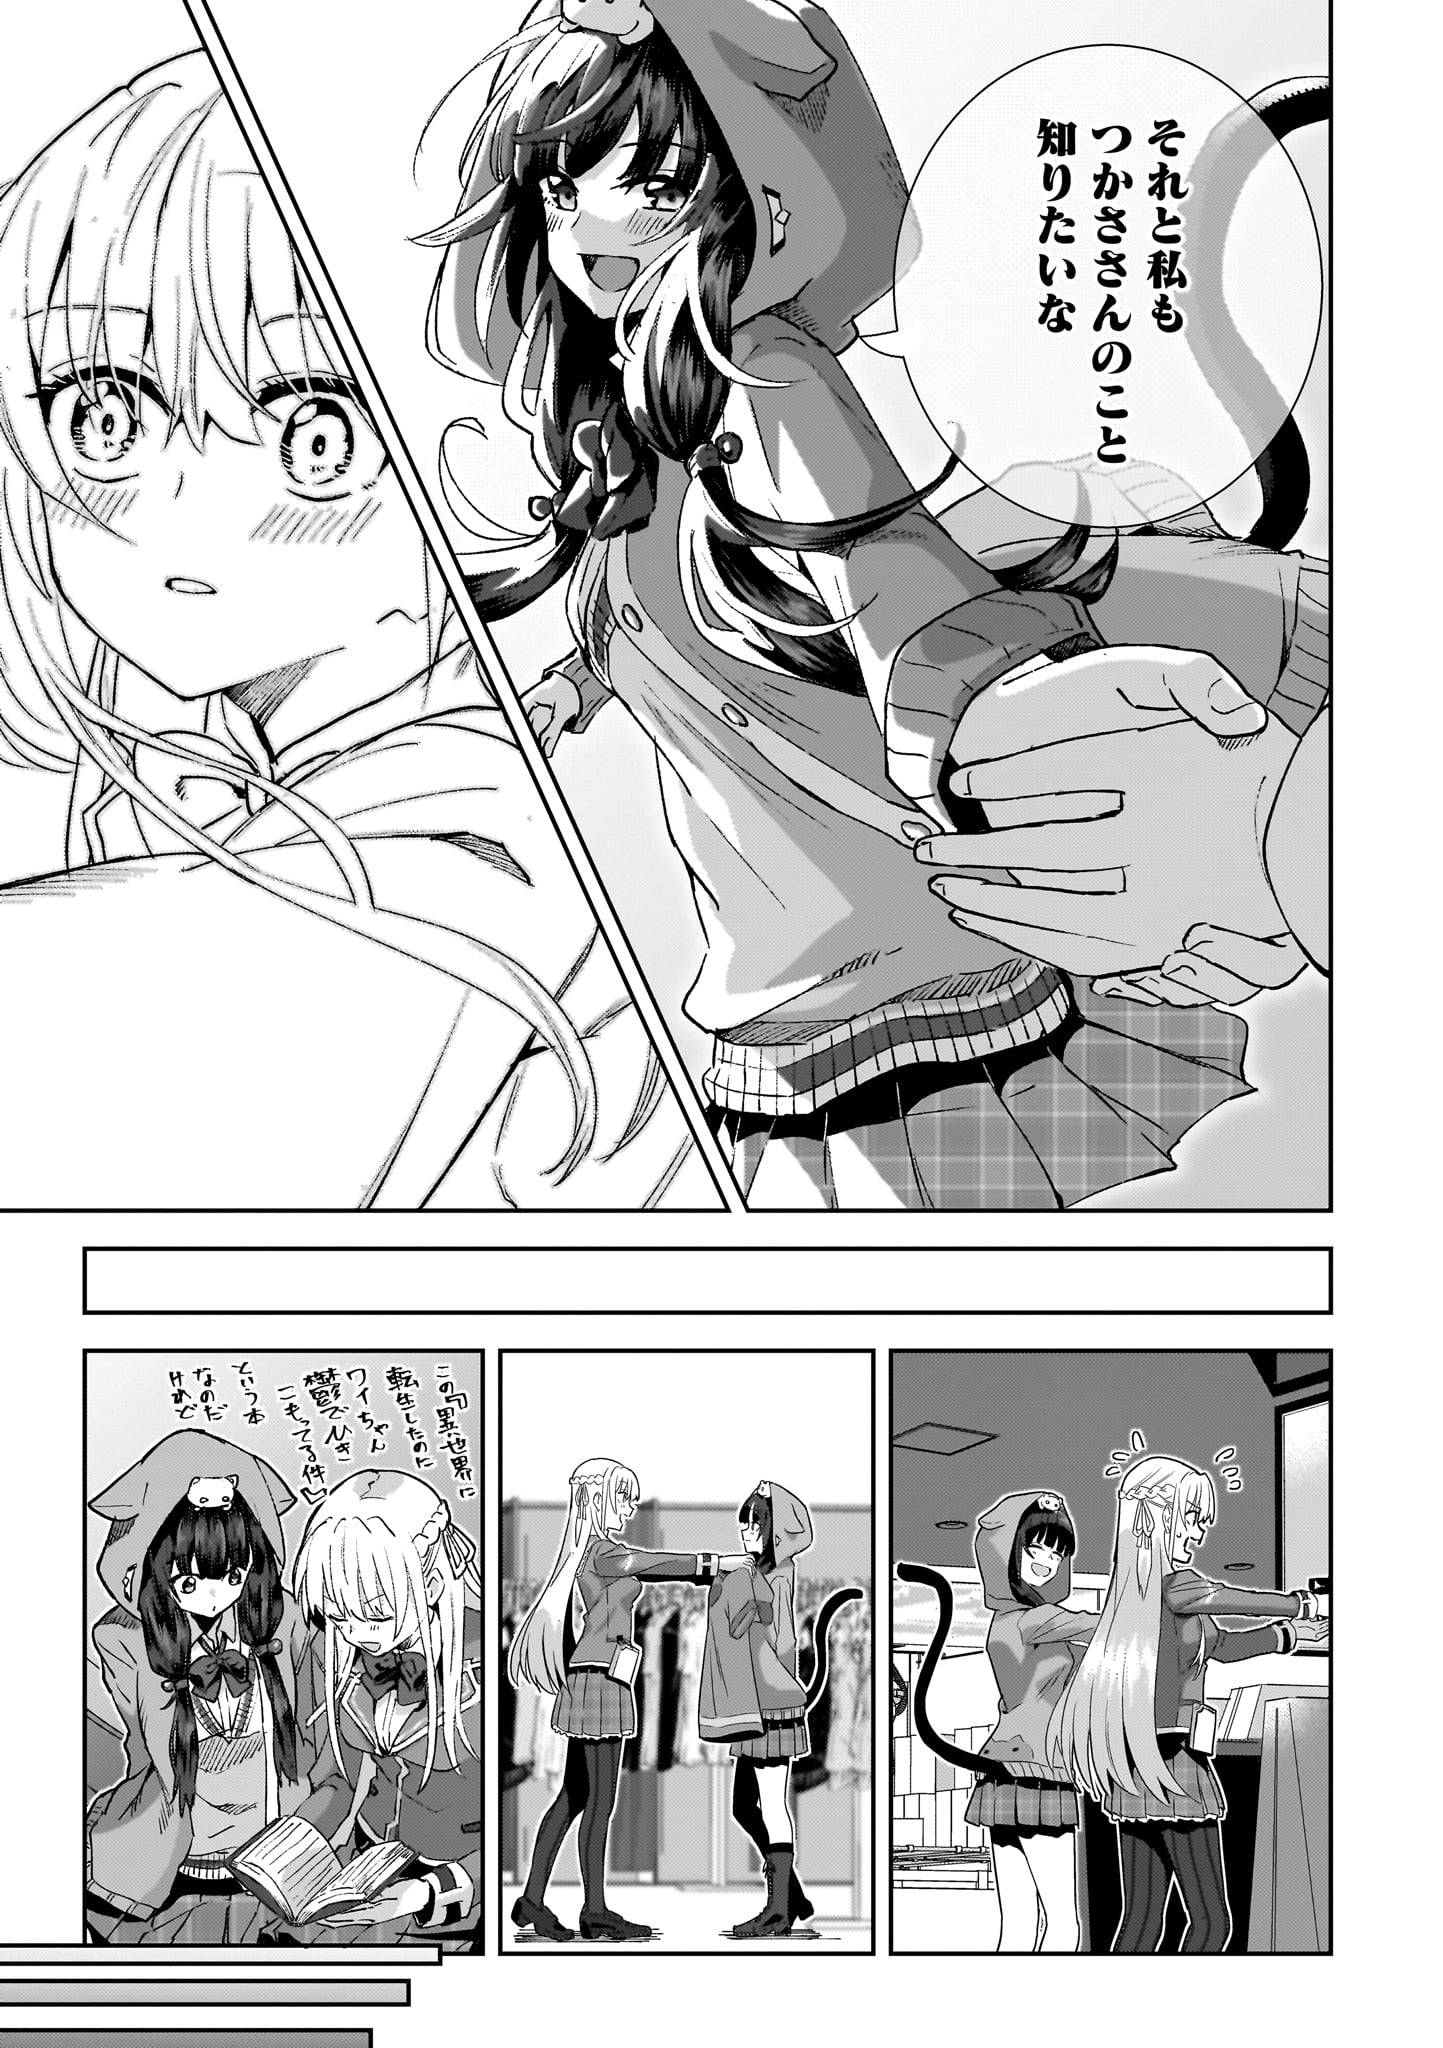 それと私も
つかささんのこと
知りたいな
この『異世界に
転生したのに
ワイちゃん
鬱でひき
こもってる件』
という本
なのだ
けれど